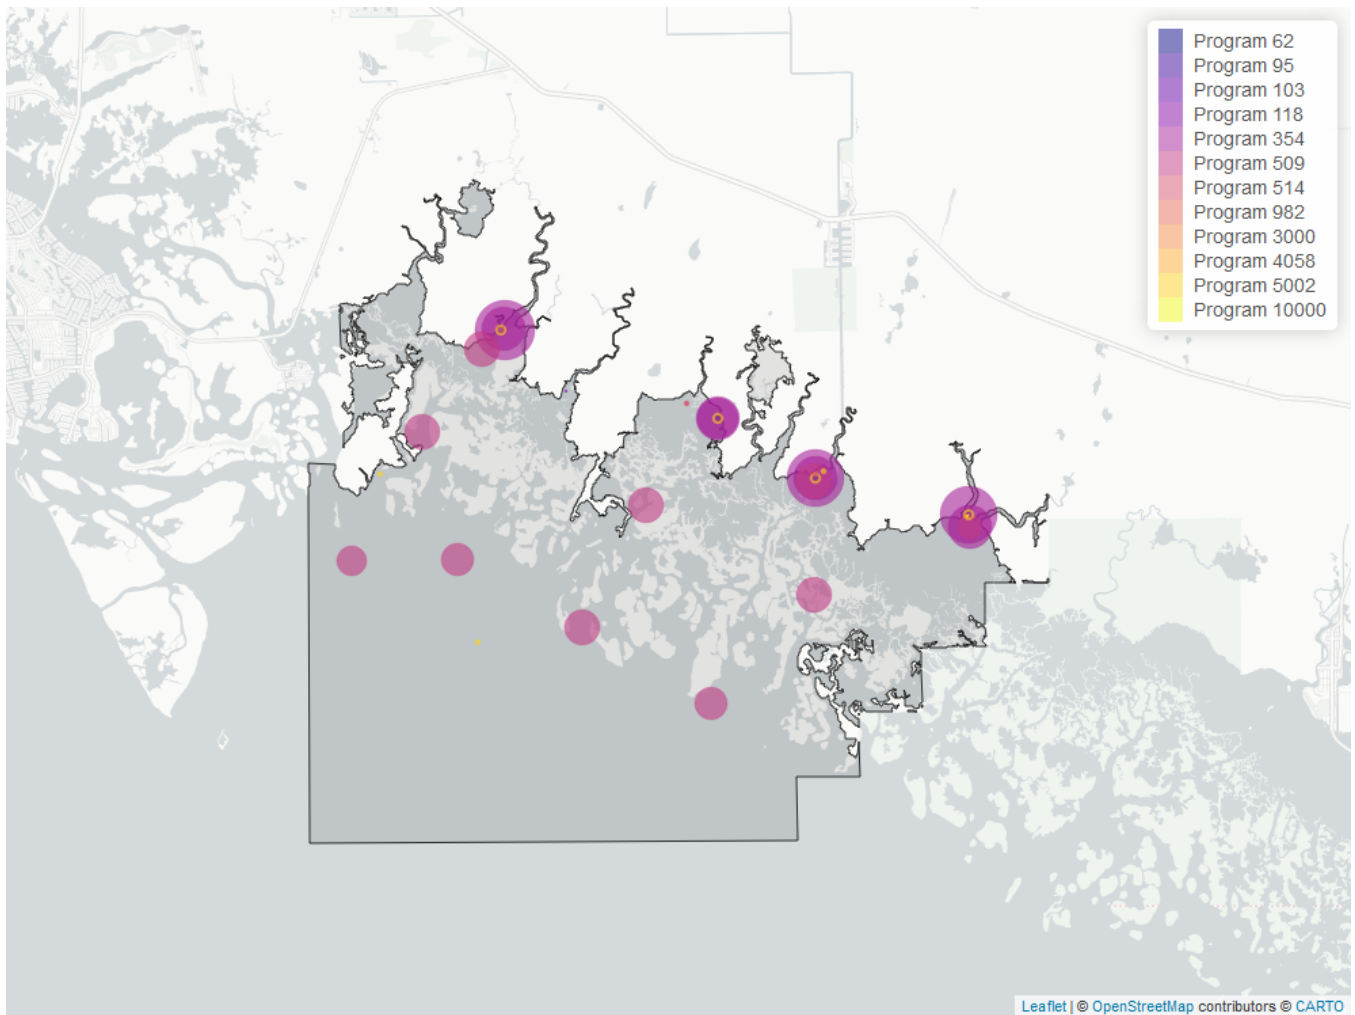 Program 62
Program 95
Program 103
Program 118
Program 354
Program 509
Program 514
Program 982
Program 3000
Program 4058
Program 5002
Program 10000
Leaflet | © OpenStreetMap contributors © CARTO